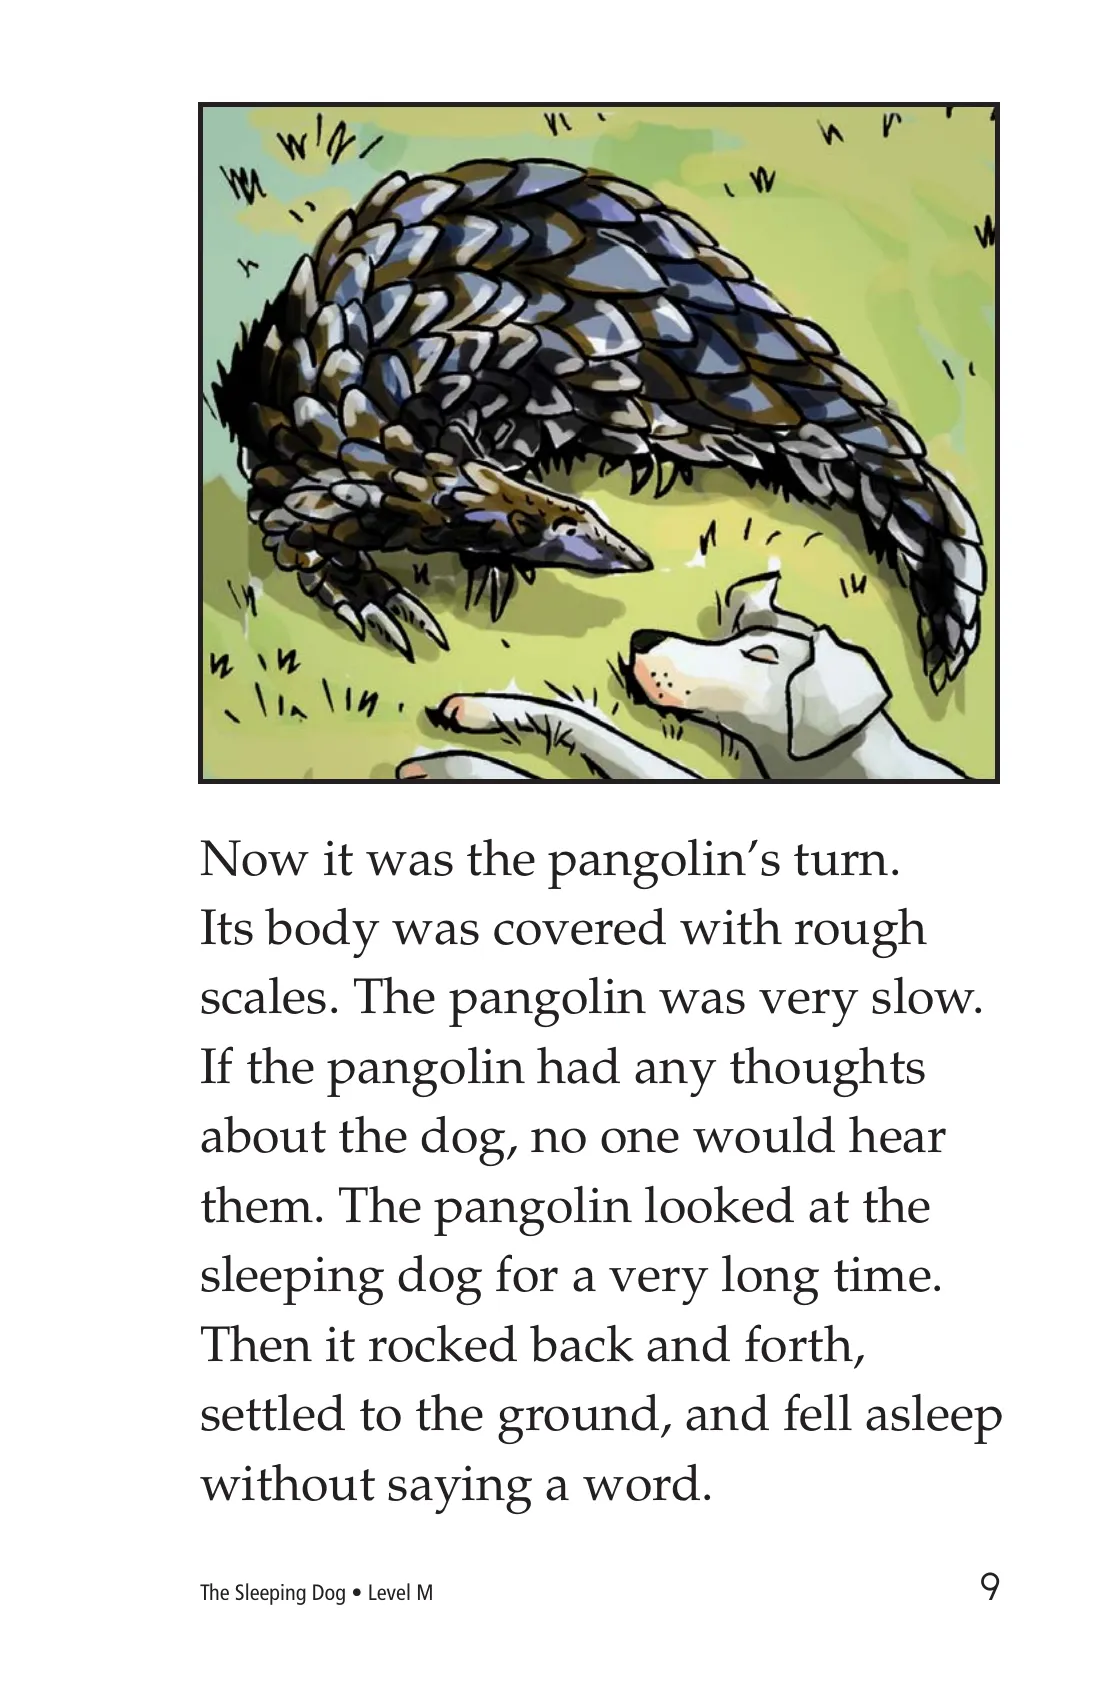 Now it was the pangolin’s turn.
Its body was covered with rough
scales. The pangolin was very slow.
If the pangolin had any thoughts
about the dog, no one would hear
them. The pangolin looked at the
sleeping dog for a very long time.
Then it rocked back and forth,
settled to the ground, and fell asleep
without saying a word.
The Sleeping Dog • Level M
9